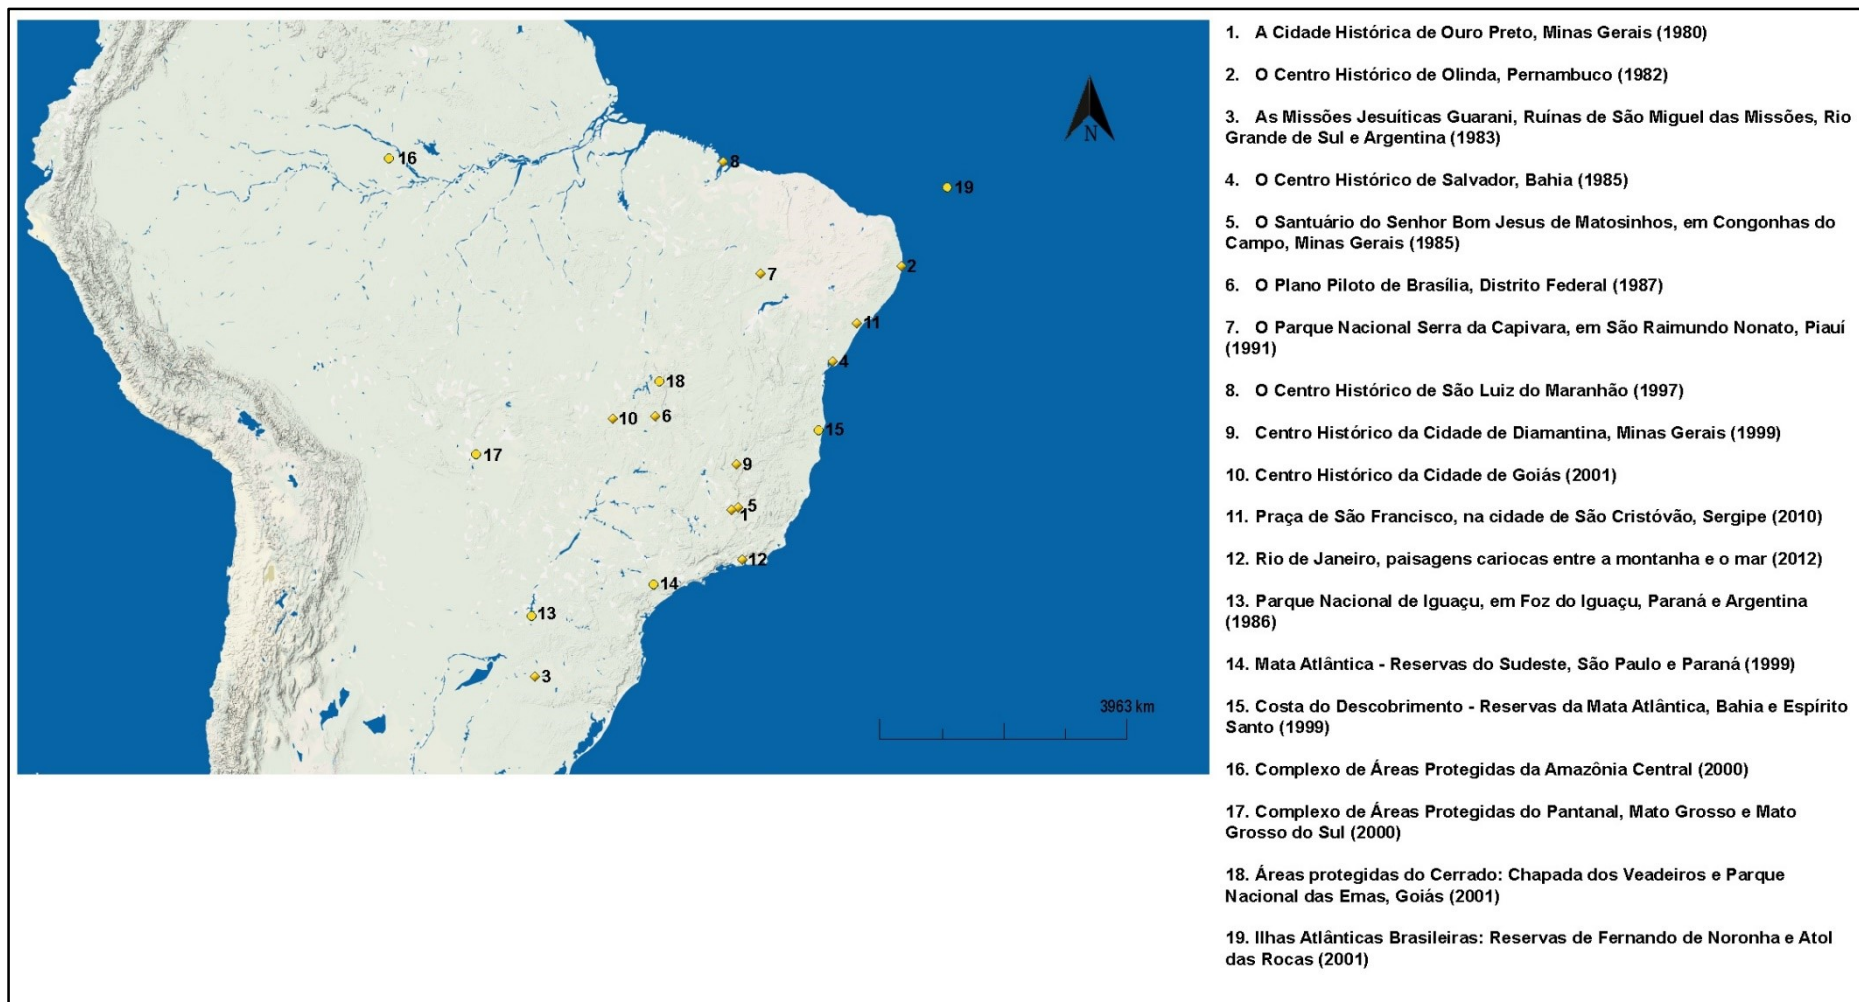 1. A Cidade Histórica de Ouro Preto, Minas Gerais (1980)
2. O Centro Histórico de Olinda, Pernambuco (1982)
3. As Missões Jesuíticas Guarani, Ruínas de São Miguel das Missões, Rio
Grande de Sul e Argentina (1983)
4. O Centro Histórico de Salvador, Bahia (1985)
5. O Santuário do Senhor Bom Jesus de Matosinhos, em Congonhas do
Campo, Minas Gerais (1985)
6. O Plano Piloto de Brasília, Distrito Federal (1987)
7. O Parque Nacional Serra da Capivara, em São Raimundo Nonato, Piauí
(1991)
8. O Centro Histórico de São Luiz do Maranhão (1997)
9. Centro Histórico da Cidade de Diamantina, Minas Gerais (1999)
10. Centro Histórico da Cidade de Goiás (2001)
11. Praça de São Francisco, na cidade de São Cristóvão, Sergipe (2010)
12. Rio de Janeiro, paisagens cariocas entre a montanha e o mar (2012)
13. Parque Nacional de Iguaçu, em Foz do Iguaçu, Paraná e Argentina
(1986)
14. Mata Atlântica - Reservas do Sudeste, São Paulo e Paraná (1999)
15. Costa do Descobrimento - Reservas da Mata Atlântica, Bahia e Espírito
Santo (1999)
16. Complexo de Áreas Protegidas da Amazônia Central (2000)
17. Complexo de Áreas Protegidas do Pantanal, Mato Grosso e Mato
Grosso do Sul (2000)
18. Áreas protegidas do Cerrado: Chapada dos Veadeiros e Parque
Nacional das Emas, Goiás (2001)
19. Ilhas Atlânticas Brasileiras: Reservas de Fernando de Noronha e Atol
das Rocas (2001)
N
16
8
19
2
7
11
4
18
10
6
15
17
9
5
1
12
14
13
3
3963 km